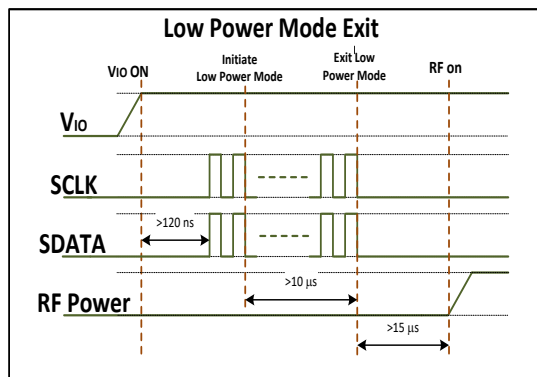 Low Power Mode Exit
VIO ON
Initiate
Low Power Mode
Exit Low
Power Mode
RF on
VIO
SCLK
SDATA
>120 ns
>10 µs
RF Power
>15 µs